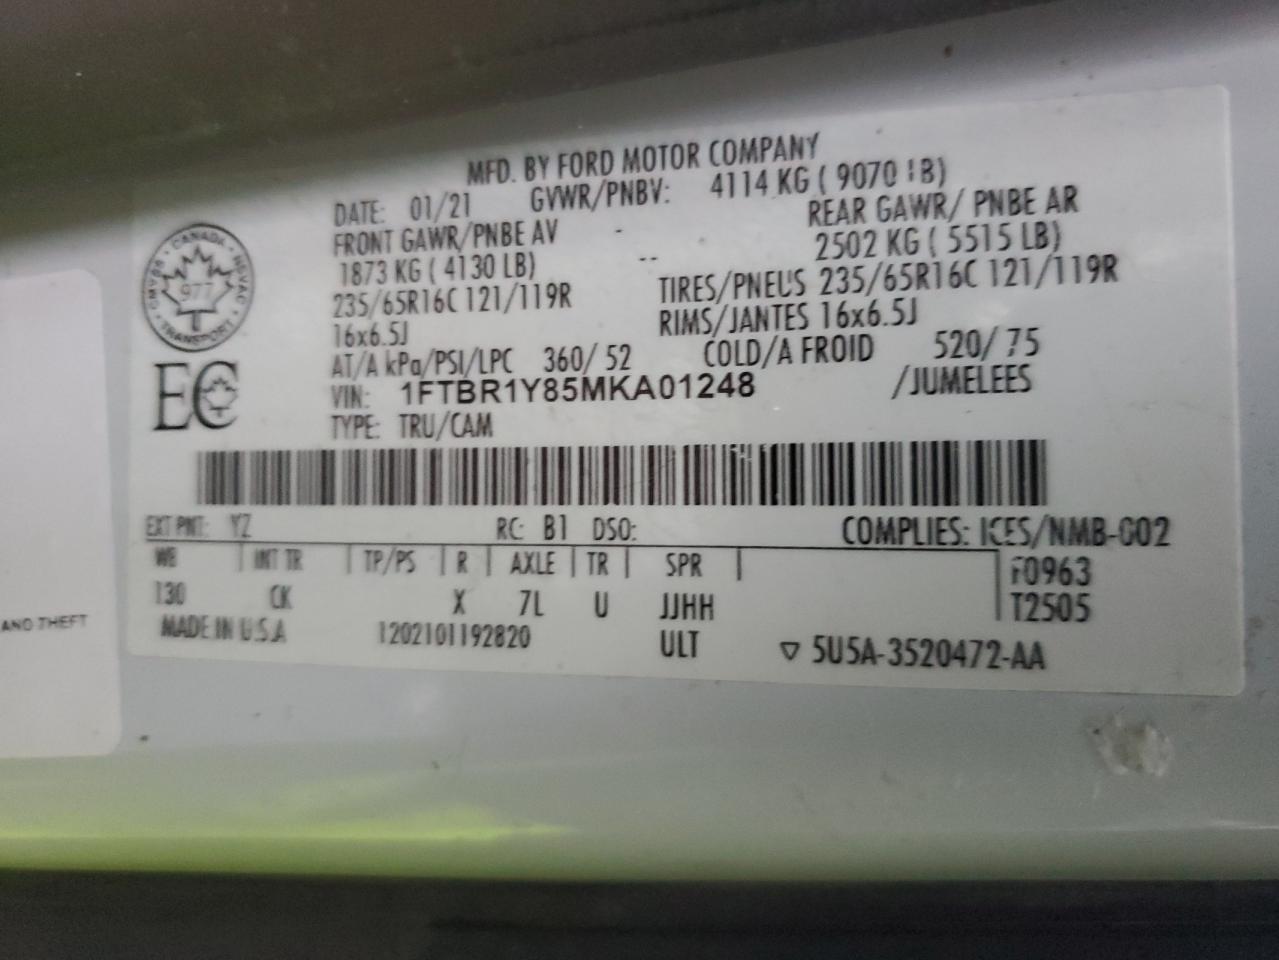 MFD. BY FORD MOTOR COMPANY
DATE: 01/21 GVWR/PNBV: 4114 KG ( 9070 LB)
FRONT GAWR/PNBE AV REAR GAWR/ PNBE AR
1873 KG ( 4130 LB) 2502 KG ( 5515 LB)
235/65R16C 121/119R TIRES/PNEUS 235/65R16C 121/119R
16x6.5J RIMS/JANTES 16x6.5J
AT/A kPa/PSI/LPC 360/ 52 COLD/A FROID 520/ 75
VIN: 1FTBR1Y85MKA01248 /JUMELEES
TYPE: TRU/CAM
CANADA
CMVSS NSVAC
977
TRANSPORT
EC
EXT PNT: YZ RC: B1 DSO: COMPLIES: ICES/NMB-002
WB INT TR TP/PS R AXLE TR SPR F0963
130 CK X 7L U JJHH T2505
MADE IN U.S.A 1202101192820 ULT ▽ 5U5A-3520472-AA
AND THEFT